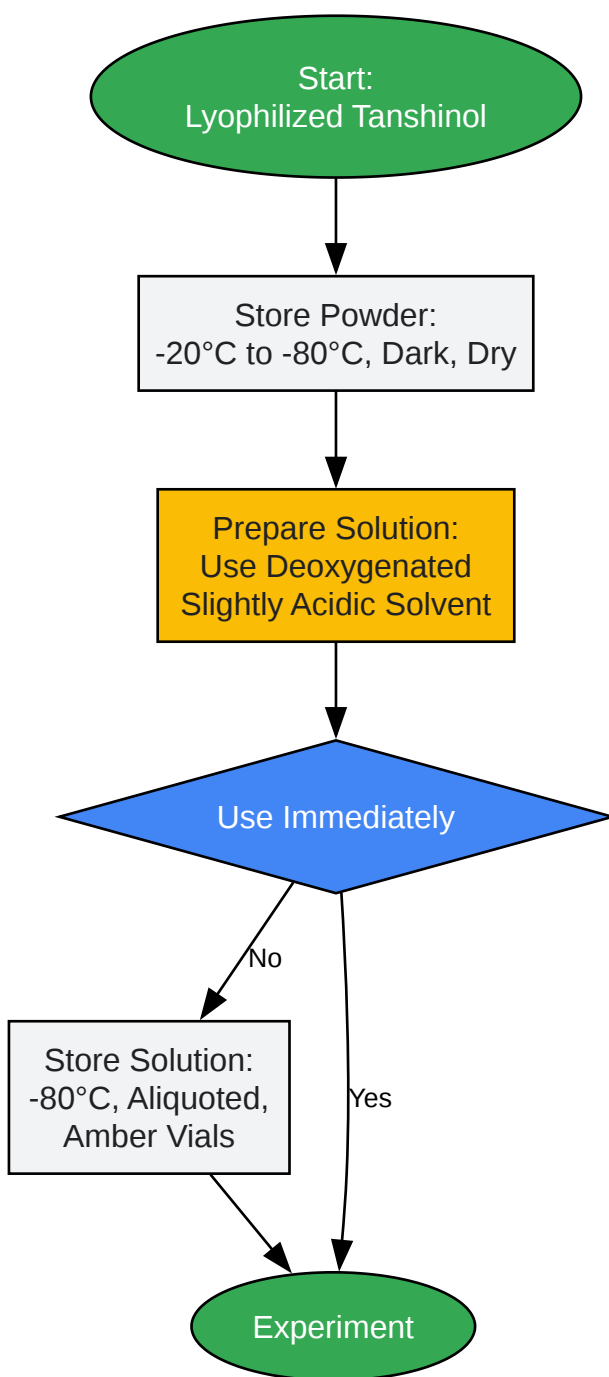 Start:
Lyophilized Tanshinol
Store Powder:
-20°C to -80°C, Dark, Dry
Prepare Solution:
Use Deoxygenated
Slightly Acidic Solvent
Use Immediately
No
Store Solution:
-80°C, Aliquoted,
Amber Vials
Yes
Experiment